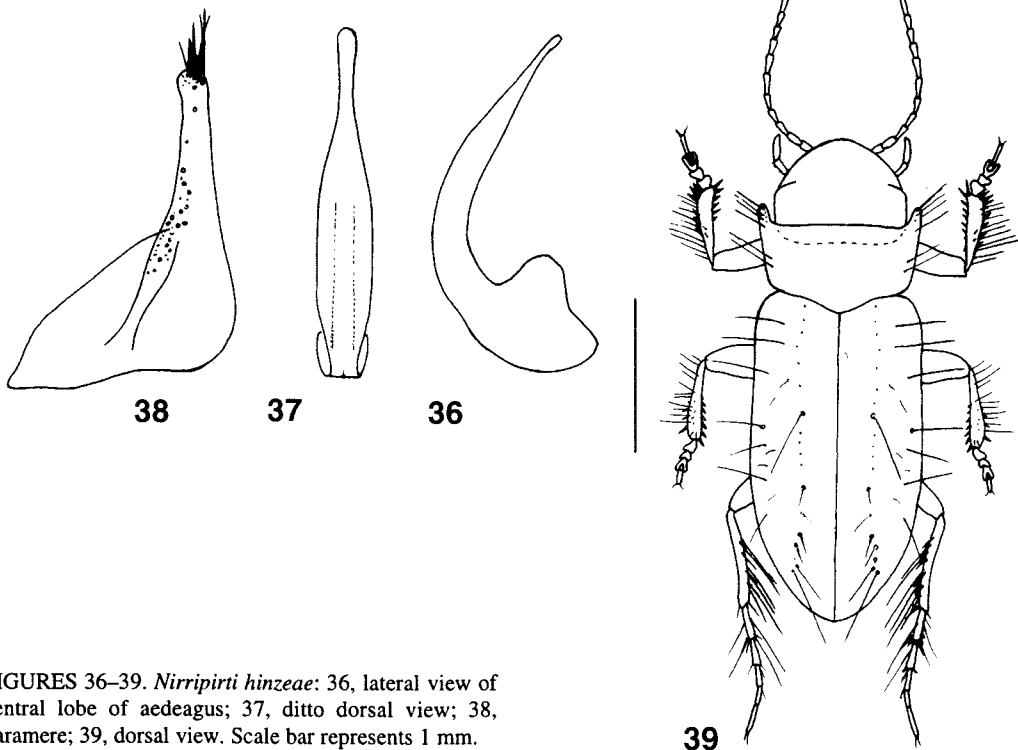 38
37
36
39
IGURES 36–39. Nirripirti hinzeae: 36, lateral view of
entral lobe of aedeagus; 37, ditto dorsal view; 38,
aramere; 39, dorsal view. Scale bar represents 1 mm.